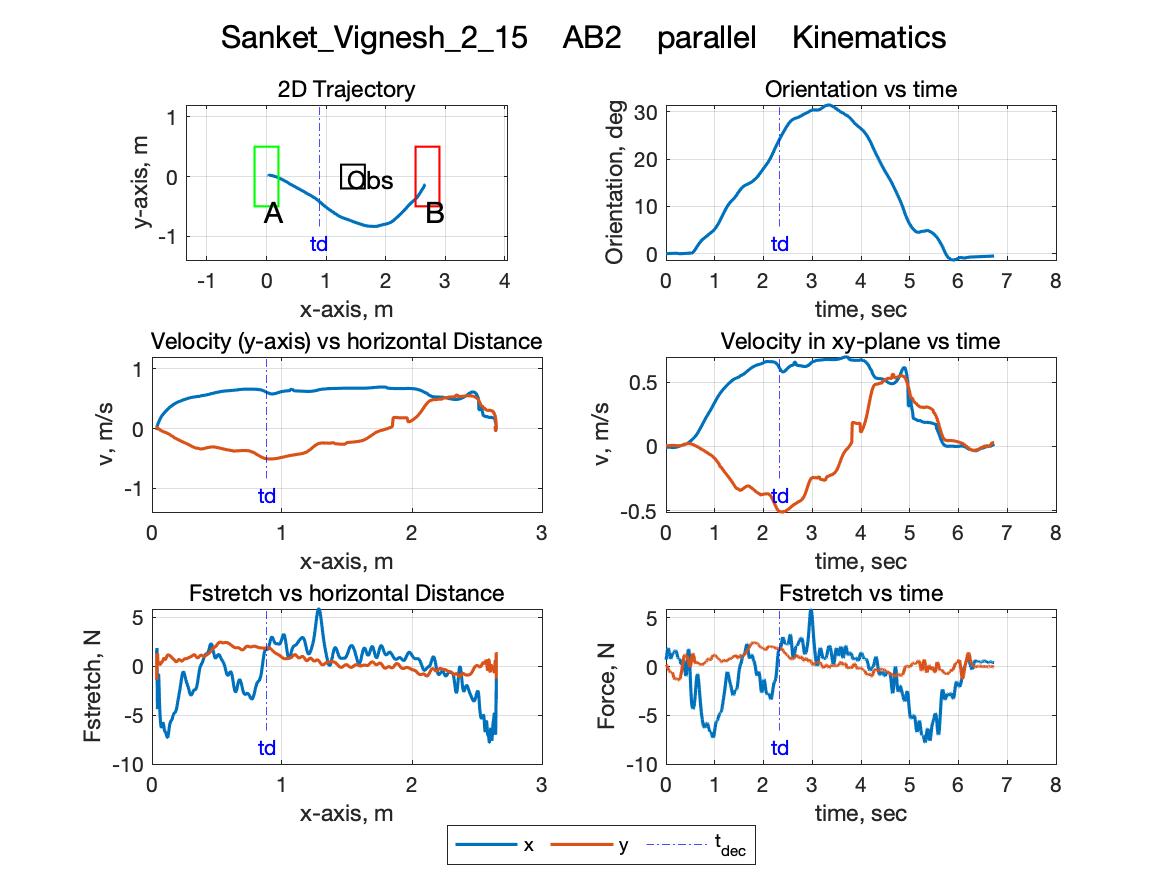 Sanket_Vignesh_2_15 AB2 parallel Kinematics
2D Trajectory
1
0
-1
y-axis, m
A
Obs
B
td
-1 0 1 2 3 4
x-axis, m
Orientation vs time
30
20
10
0
Orientation, deg
td
0 1 2 3 4 5 6 7 8
time, sec
Velocity (y-axis) vs horizontal Distance
1
0
-1
v, m/s
td
0 1 2 3
x-axis, m
Velocity in xy-plane vs time
0.5
0
-0.5
v, m/s
td
0 1 2 3 4 5 6 7 8
time, sec
Fstretch vs horizontal Distance
5
0
-5
-10
Fstretch, N
td
0 1 2 3
x-axis, m
Fstretch vs time
5
0
-5
-10
Force, N
td
0 1 2 3 4 5 6 7 8
time, sec
x y t_dec